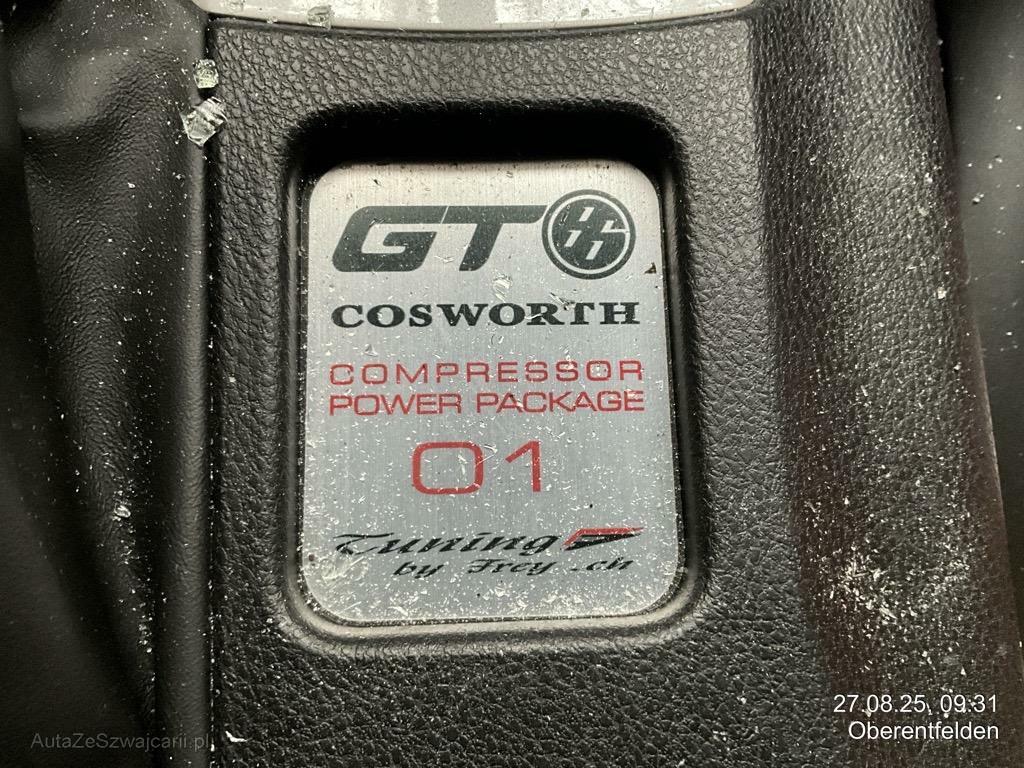 GT 86
COSWORTH
COMPRESSOR
POWER PACKAGE
01
Tuning
by Frey .ch
27.08.25, 09:31
Oberentfelden
AutaZeSzwajcarii.pl